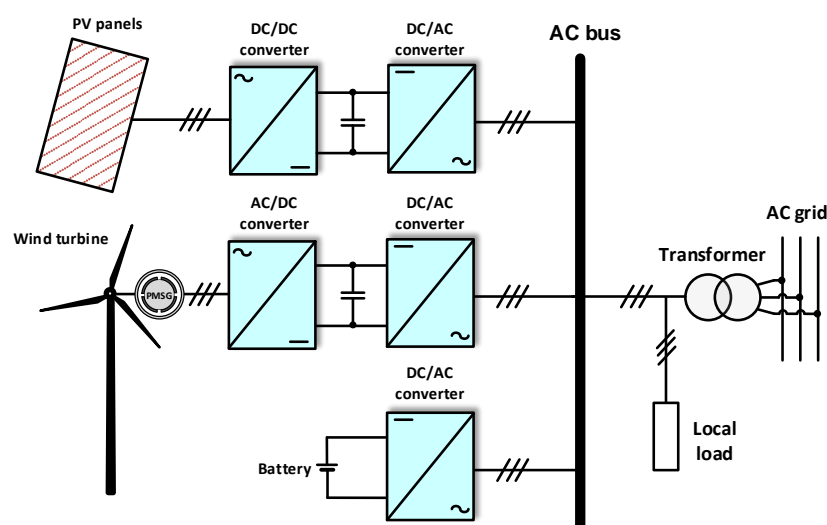 PV panels
DC/DC
converter
DC/AC
converter
AC bus
Wind turbine
PMSG
AC/DC
converter
DC/AC
converter
Transformer
AC grid
DC/AC
converter
Battery
Local
load